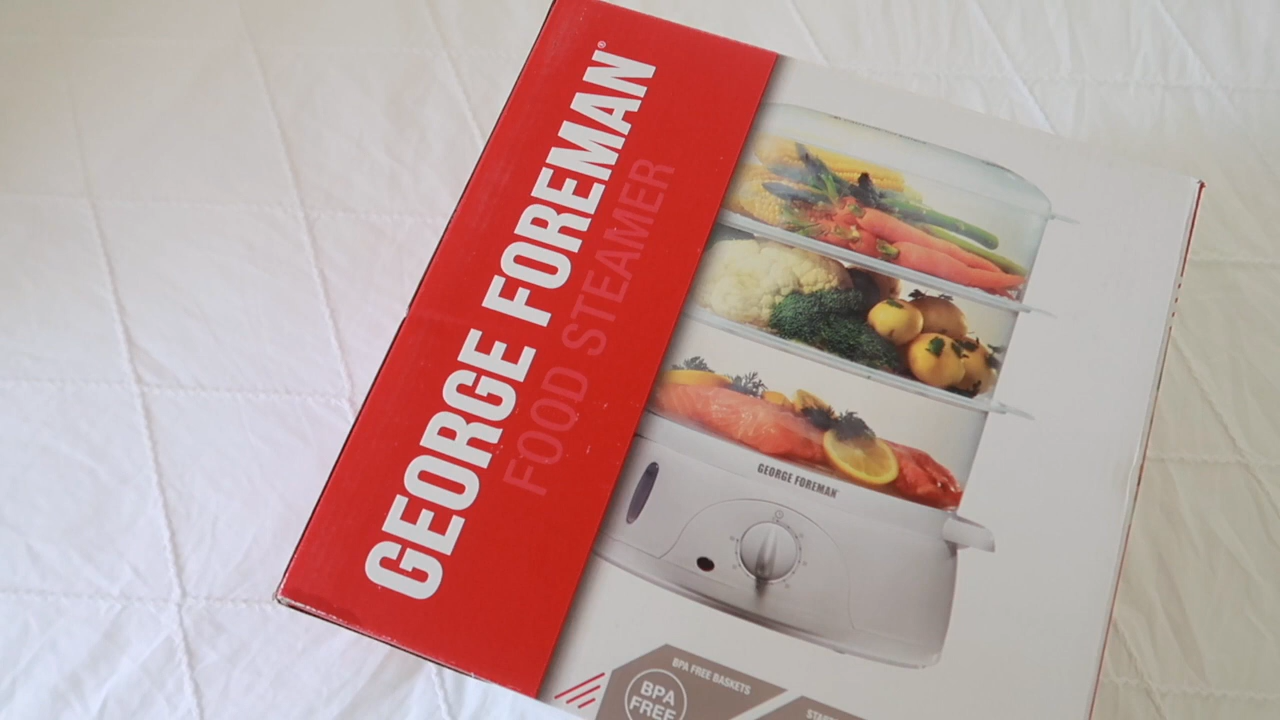 GEORGE FOREMAN®
FOOD STEAMER
GEORGE FOREMAN
BPA FREE BASKETS
BPA
FREE